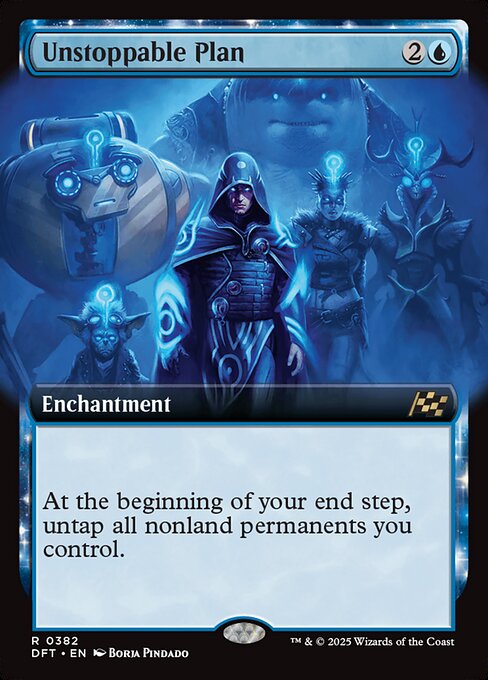 Unstoppable Plan 2
Enchantment
At the beginning of your end step,
untap all nonland permanents you
control.
R 0382
DFT • EN Borja Pindado
™ & © 2025 Wizards of the Coast